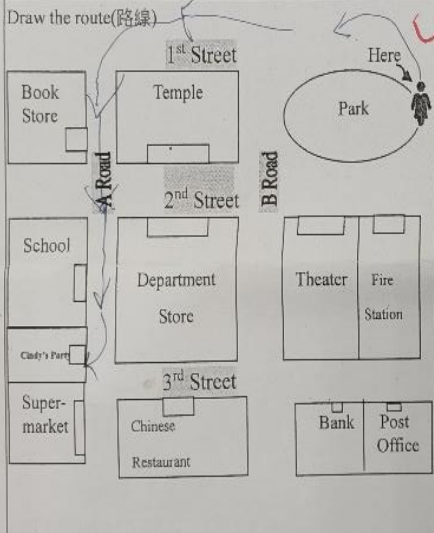 Draw the route(路線)
1st Street
Here
Book
Store
Temple
Park
A Road
B Road
2nd Street
School
Department
Store
Theater
Fire
Station
Cindy's Party
3rd Street
Super-
market
Chinese
Restaurant
Bank
Post
Office